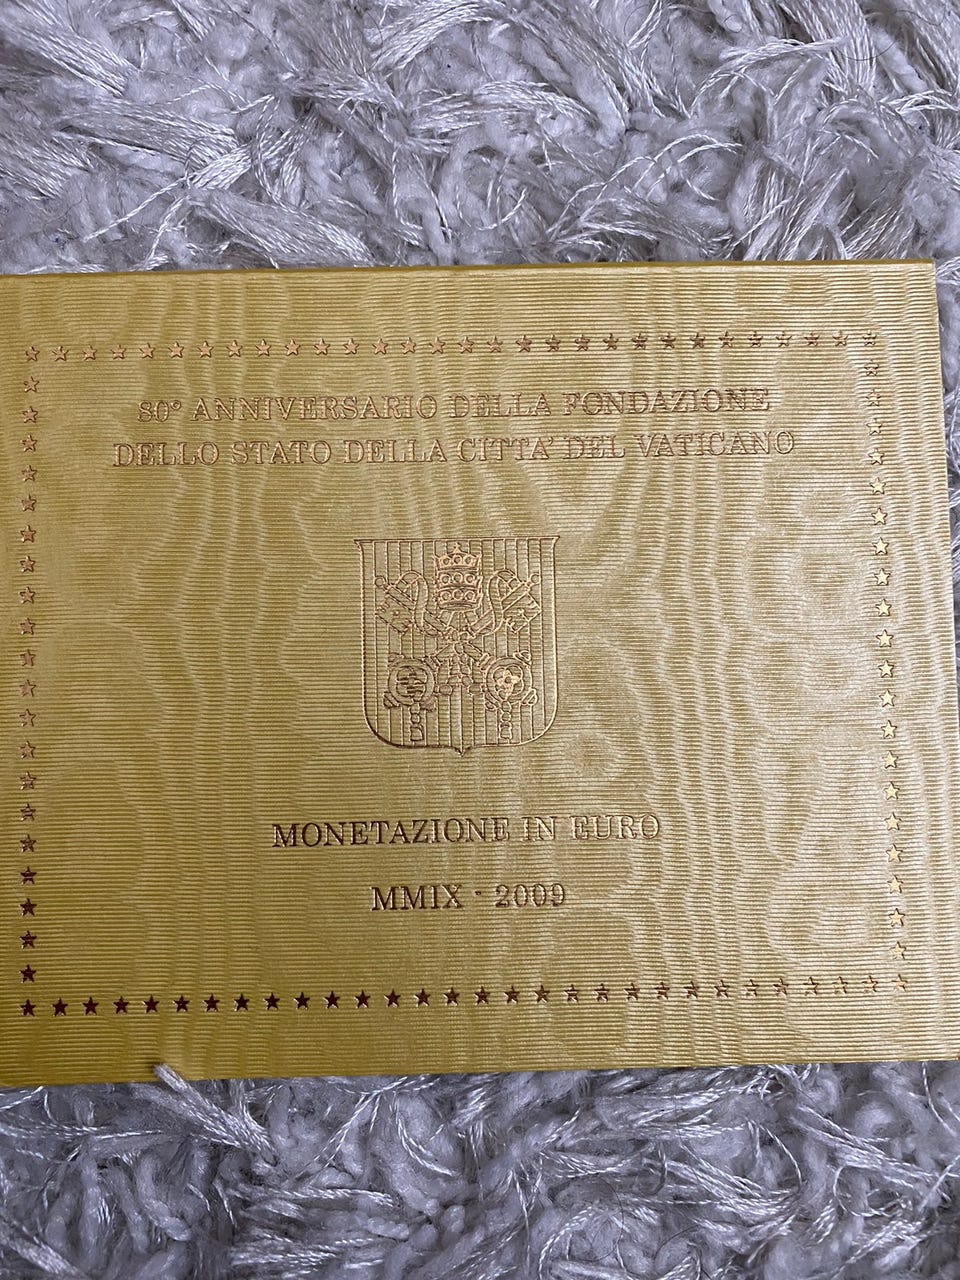 80° ANNIVERSARIO DELLA FONDAZIONE
DELLO STATO DELLA CITTA' DEL VATICANO
MONETAZIONE IN EURO
MMIX - 2009